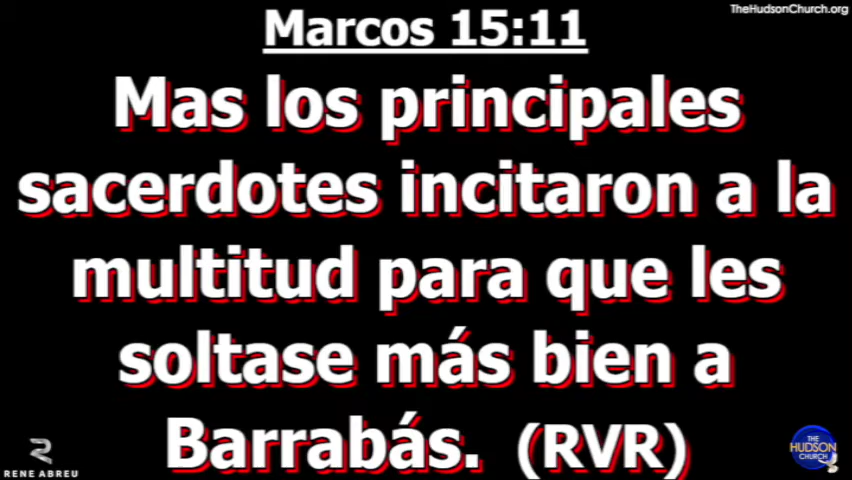 TheHudsonChurch.org
Marcos 15:11
Mas los principales
sacerdotes incitaron a la
multitud para que les
soltase más bien a
Barrabás. (RVR)
RENE ABREU
THE
HUDSON
CHURCH